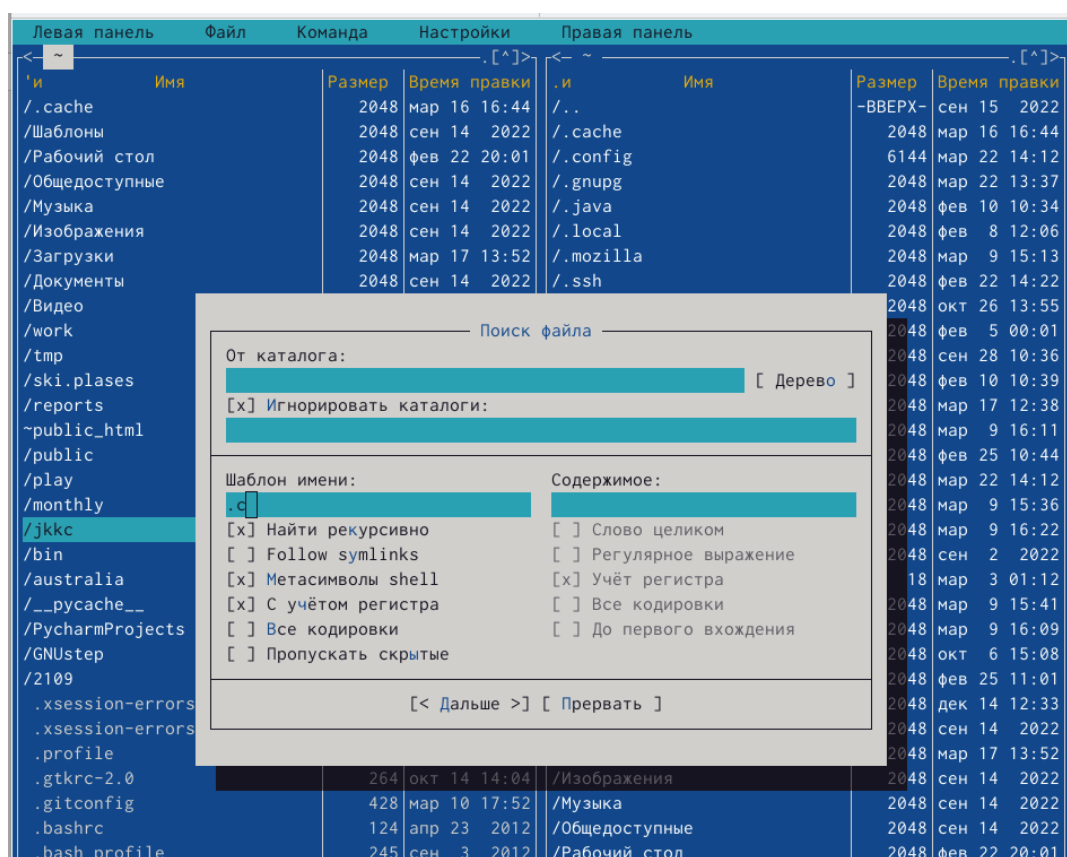 Левая панель Файл Команда Настройки Правая панель
<— ~ .[^]> <— ~ .[^]>
'и Имя Размер Время правки .и Имя Размер Время правки
/.cache 2048 мар 16 16:44 /.. -ВВЕРХ- сен 15 2022
/Шаблоны 2048 сен 14 2022 /.cache 2048 мар 16 16:44
/Рабочий стол 2048 фев 22 20:01 /.config 6144 мар 22 14:12
/Общедоступные 2048 сен 14 2022 /.gnupg 2048 мар 22 13:37
/Музыка 2048 сен 14 2022 /.java 2048 фев 10 10:34
/Изображения 2048 сен 14 2022 /.local 2048 фев 8 12:06
/Загрузки 2048 мар 17 13:52 /.mozilla 2048 мар 9 15:13
/Документы 2048 сен 14 2022 /.ssh 2048 фев 22 14:22
/Видео 2048 окт 26 13:55
/work Поиск файла 2048 фев 5 00:01
/tmp От каталога: 2048 сен 28 10:36
/ski.plases [ Дерево ] 2048 фев 10 10:39
/reports [x] Игнорировать каталоги: 2048 мар 17 12:38
~public_html 2048 мар 9 16:11
/public 2048 фев 25 10:44
/play Шаблон имени: Содержимое: 2048 мар 22 14:12
/monthly .c 2048 мар 9 15:36
/jkkc [x] Найти рекурсивно [ ] Слово целиком 2048 мар 9 16:22
/bin [ ] Follow symlinks [ ] Регулярное выражение 2048 сен 2 2022
/australia [x] Метасимволы shell [x] Учёт регистра 18 мар 3 01:12
/__pycache__ [x] С учётом регистра [ ] Все кодировки 2048 мар 9 15:41
/PycharmProjects [ ] Все кодировки [ ] До первого вхождения 2048 мар 9 16:09
/GNUstep [ ] Пропускать скрытые 2048 окт 6 15:08
/2109 2048 фев 25 11:01
.xsession-errors [< Дальше >] [ Прервать ] 2048 дек 14 12:33
.xsession-errors 2048 сен 14 2022
.profile 2048 мар 17 13:52
.gtkrc-2.0 264 окт 14 14:04 /Изображения 2048 сен 14 2022
.gitconfig 428 мар 10 17:52 /Музыка 2048 сен 14 2022
.bashrc 124 апр 23 2012 /Общедоступные 2048 сен 14 2022
.bash_profile 245 сен 3 2012 /Рабочий стол 2048 фев 22 20:01